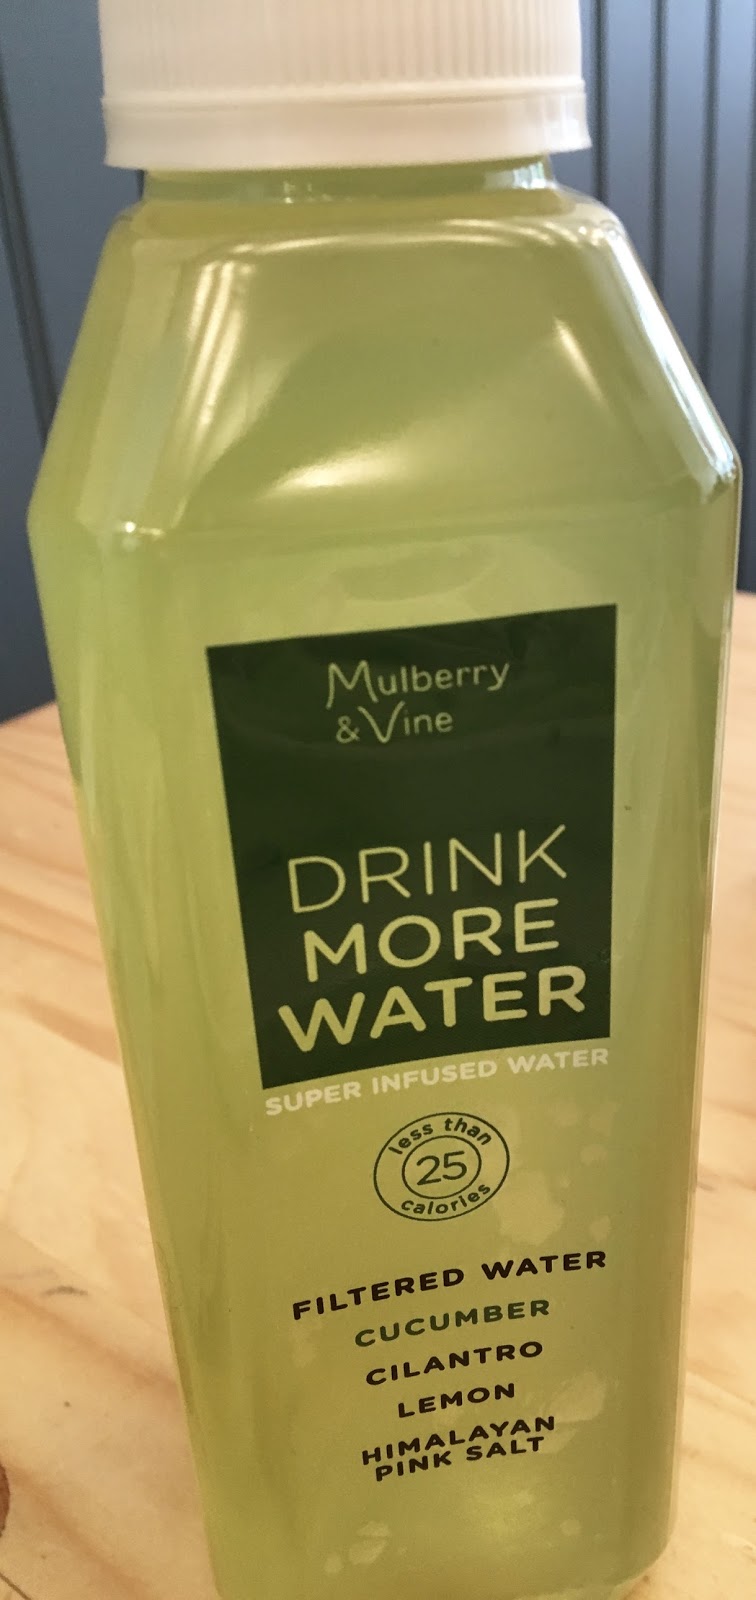 Mulberry
& Vine
DRINK
MORE
WATER
SUPER INFUSED WATER
less than
25
calories
FILTERED WATER
CUCUMBER
CILANTRO
LEMON
HIMALAYAN
PINK SALT